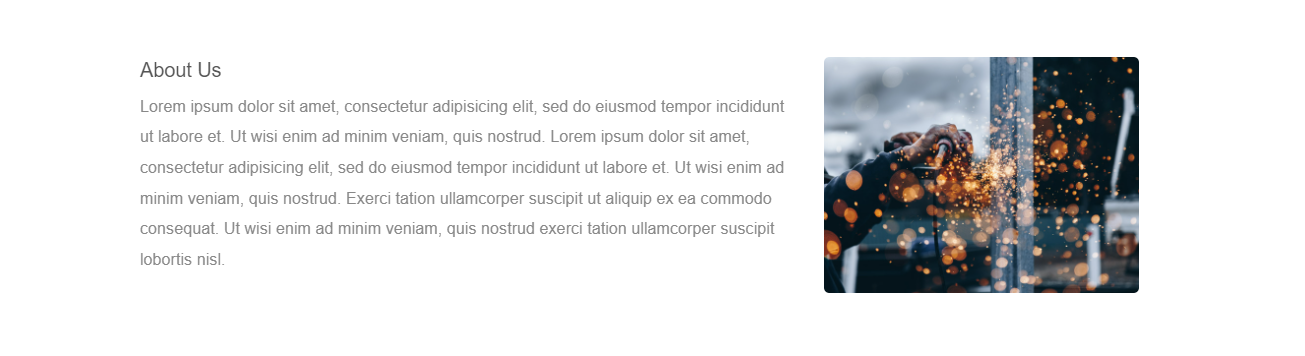 About Us
Lorem ipsum dolor sit amet, consectetur adipisicing elit, sed do eiusmod tempor incididunt
ut labore et. Ut wisi enim ad minim veniam, quis nostrud. Lorem ipsum dolor sit amet,
consectetur adipisicing elit, sed do eiusmod tempor incididunt ut labore et. Ut wisi enim ad
minim veniam, quis nostrud. Exerci tation ullamcorper suscipit ut aliquip ex ea commodo
consequat. Ut wisi enim ad minim veniam, quis nostrud exerci tation ullamcorper suscipit
lobortis nisl.